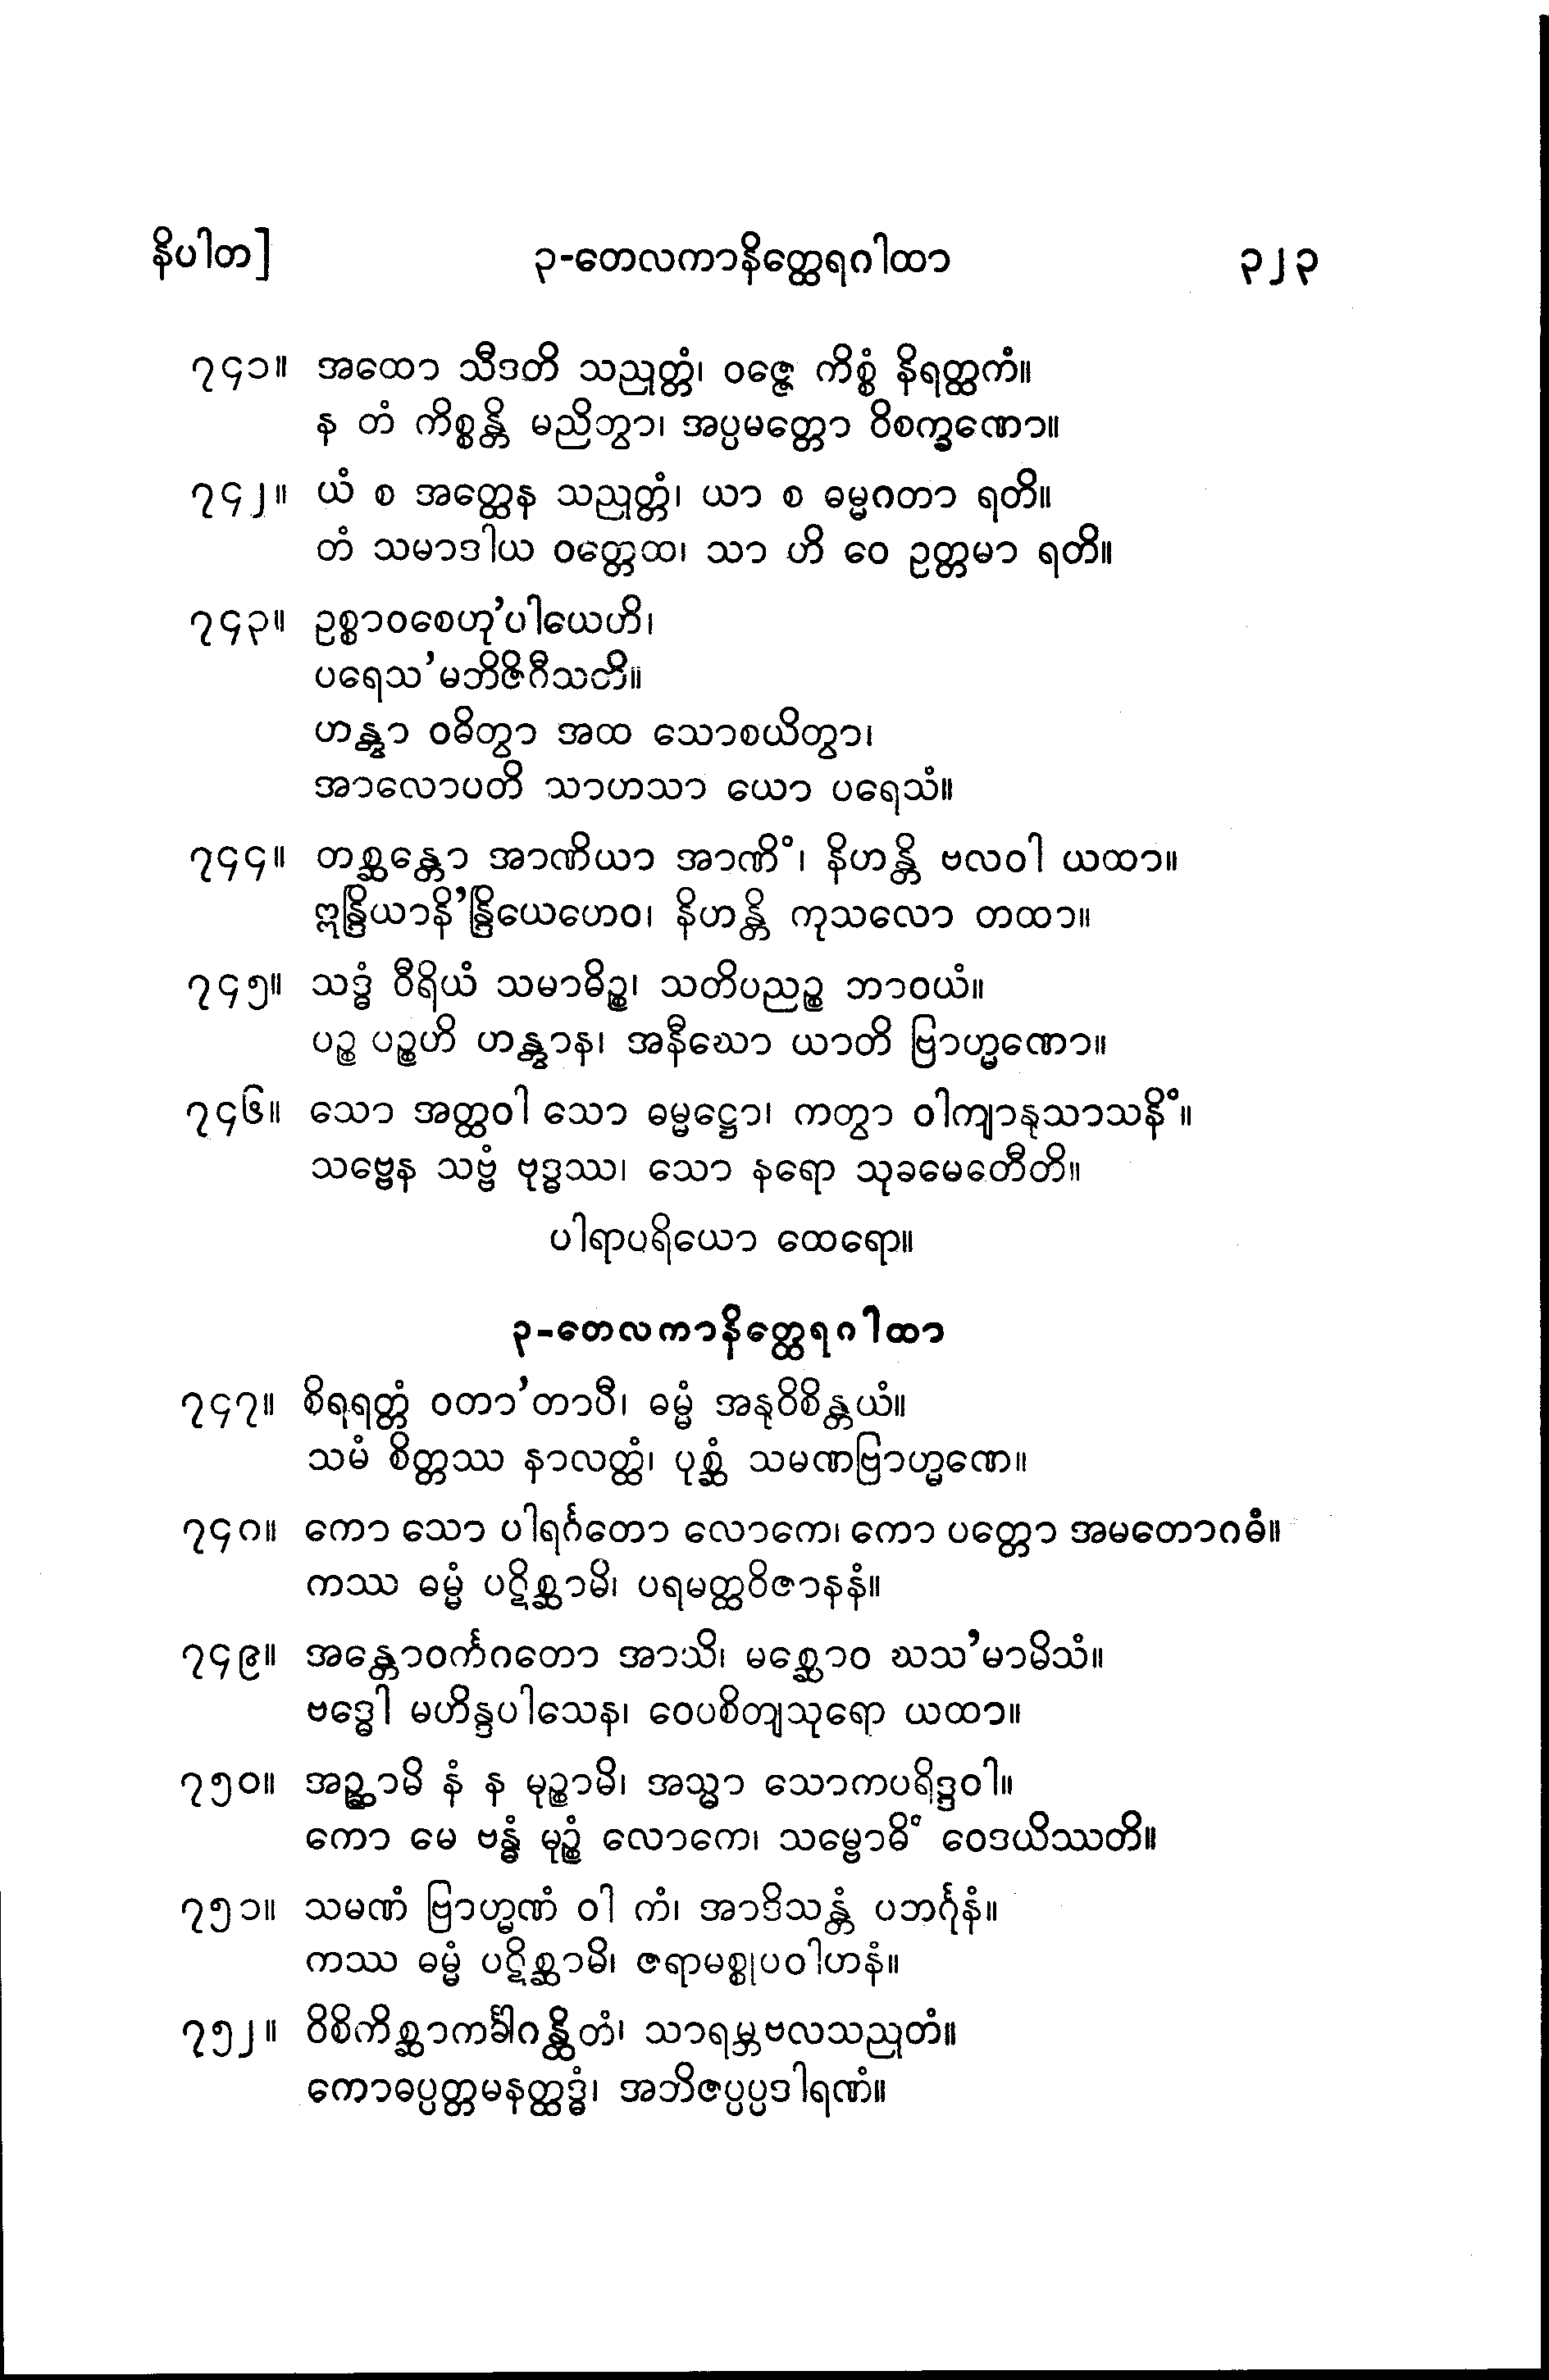 နိပါတ] ၃-တေလကာနိတ္ထေရဂါထာ ၃၂၃
၇၄၁။ အထော သီဒတိ သညုတ္တံ၊ ဝဇ္ဇေ ကိစ္စံ နိရတ္ထကံ။
န တံ ကိစ္စန္တိ မညိတွာ၊ အပ္ပမတ္တော ဝိစက္ခဏော။
၇၄၂။ ယံ စ အတ္ထေန သညုတ္တံ၊ ယာ စ ဓမ္မဂတာ ရတိ။
တံ သမာဒါယ ဝတ္တေထ၊ သာ ဟိ ဝေ ဥတ္တမာ ရတိ။
၇၄၃။ ဥစ္စာဝစေဟု’ပါယေဟိ၊
ပရေသ’မဘိဇိဂီသတိ။
ဟန္တွာ ဝဓိတွာ အထ သောစယိတွာ၊
အာလောပတိ သာဟသာ ယော ပရေသံ။
၇၄၄။ တစ္ဆန္တော အာဏိယာ အာဏိံ၊ နိဟန္တိ ဗလဝါ ယထာ။
ဣန္ဒြိယာနိ’န္ဒြိယေဟေဝ၊ နိဟန္တိ ကုသလော တထာ။
၇၄၅။ သဒ္ဓံ ဝီရိယံ သမာဓိဉ္စ၊ သတိပညဉ္စ ဘာဝယံ။
ပဉ္စ ပဉ္စဟိ ဟန္တွာန၊ အနီဃော ယာတိ ဗြာဟ္မဏော။
၇၄၆။ သော အတ္ထဝါ သော ဓမ္မဋ္ဌော၊ ကတွာ ဝါကျာနုသာသနိံ။
သဗ္ဗေန သဗ္ဗံ ဗုဒ္ဓဿ၊ သော နရော သုခမေတီတိ။
ပါရာပရိယော ထေရော။
၃-တေလကာနိတ္ထေရဂါထာ
၇၄၇။ စိရရတ္တံ ဝတာ’တာပီ၊ ဓမ္မံ အနုဝိစိန္တယံ။
သမံ စိတ္တဿ နာလတ္ထံ၊ ပုစ္ဆံ သမဏဗြာဟ္မဏေ။
၇၄၈။ ကော သော ပါရင်္ဂတော လောကေ၊ ကော ပတ္တော အမတောဂဓံ။
ကဿ ဓမ္မံ ပဋိစ္ဆာမိ၊ ပရမတ္ထဝိဇာနနံ။
၇၄၉။ အန္တောဝင်္ကဂတော အာသိ၊ မစ္ဆောဝ ဃသ’မာမိသံ။
ဗဒ္ဓေါ မဟိန္ဒပါသေန၊ ဝေပစိတျသုရော ယထာ။
၇၅၀။ အဉ္ဆာမိ နံ န မုဉ္စာမိ၊ အသ္မာ သောကပရိဒ္ဒဝါ။
ကော မေ ဗန္ဓံ မုဉ္စံ လောကေ၊ သမ္ဗောဓိံ ဝေဒယိဿတိ။
၇၅၁။ သမဏံ ဗြာဟ္မဏံ ဝါ ကံ၊ အာဒိသန္တံ ပဘင်္ဂုနံ။
ကဿ ဓမ္မံ ပဋိစ္ဆာမိ၊ ဇရာမစ္စုပဝါဟနံ။
၇၅၂။ ဝိစိကိစ္ဆာကင်္ခါဂန္ထိတံ၊ သာရမ္ဘဗလသညုတံ။
ကောဓပ္ပတ္တမနတ္ထဒ္ဓံ၊ အဘိဇပ္ပပ္ပဒါရဏံ။